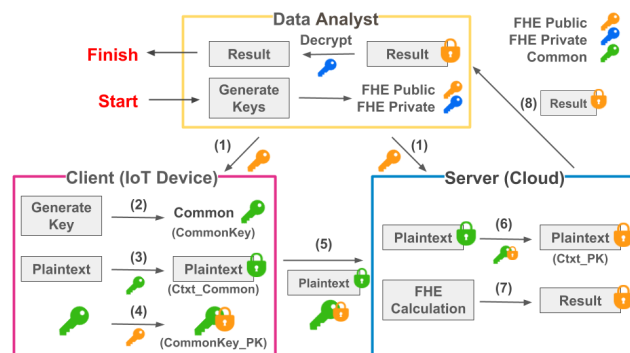 Data Analyst
FHE Public
FHE Private
Common
Finish
Result
Decrypt
Result
Start
Generate
Keys
FHE Public
FHE Private
(8)
Result
(1)
(1)
Client (IoT Device)
Generate
Key
(2)
Common
(CommonKey)
Plaintext
(3)
Plaintext
(Ctxt_Common)
(4)
(CommonKey_PK)
(5)
Plaintext
Server (Cloud)
Plaintext
(6)
Plaintext
(Ctxt_PK)
FHE
Calculation
(7)
Result